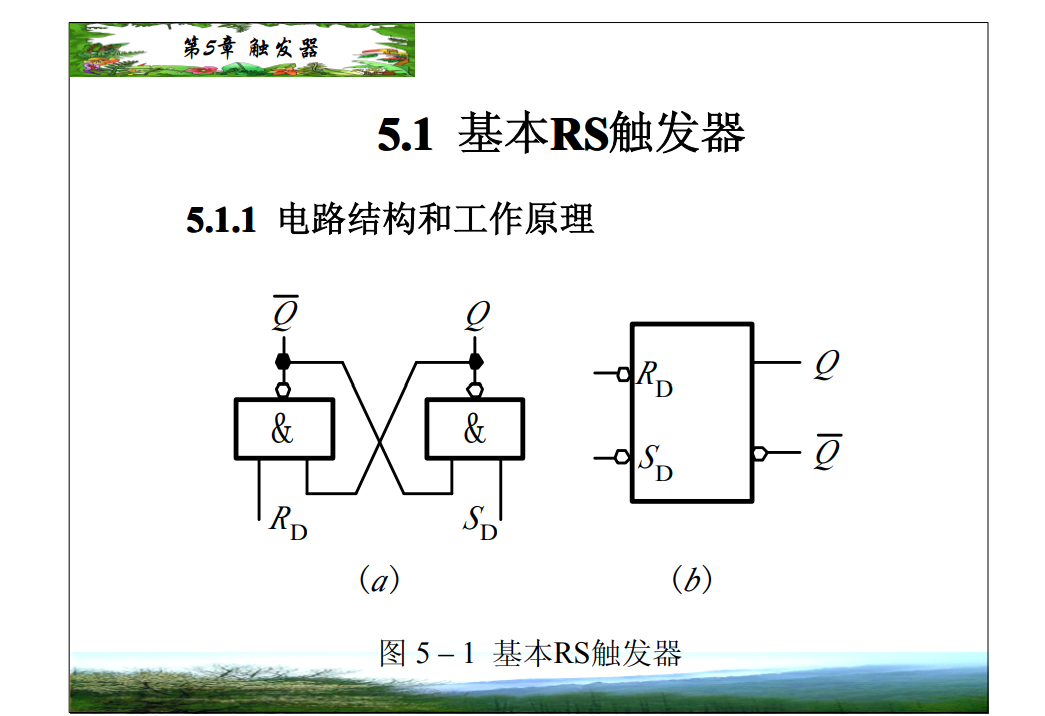 第5章 触发器
5.1 基本RS触发器
5.1.1 电路结构和工作原理
Q̅ Q
& &
R_D S_D
R_D Q
S_D Q̅
(a) (b)
图 5 – 1 基本RS触发器